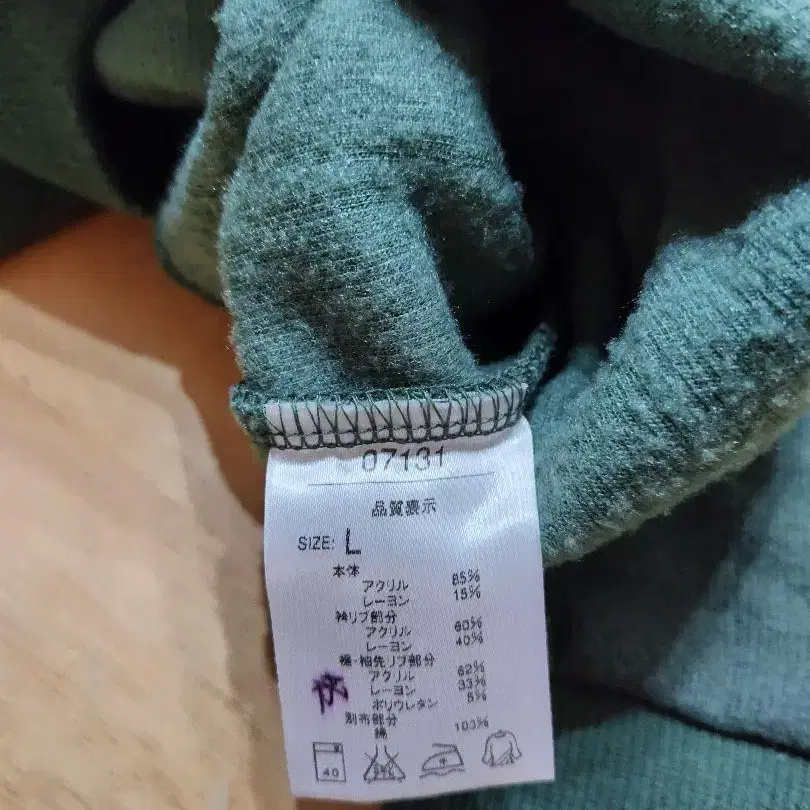 07131
品質表示
SIZE: L
本体
アクリル 85%
レーヨン 15%
衿リブ部分
アクリル 60%
レーヨン 40%
裾・袖先リブ部分
アクリル 62%
レーヨン 33%
ポリウレタン 5%
別布部分
綿 100%
40